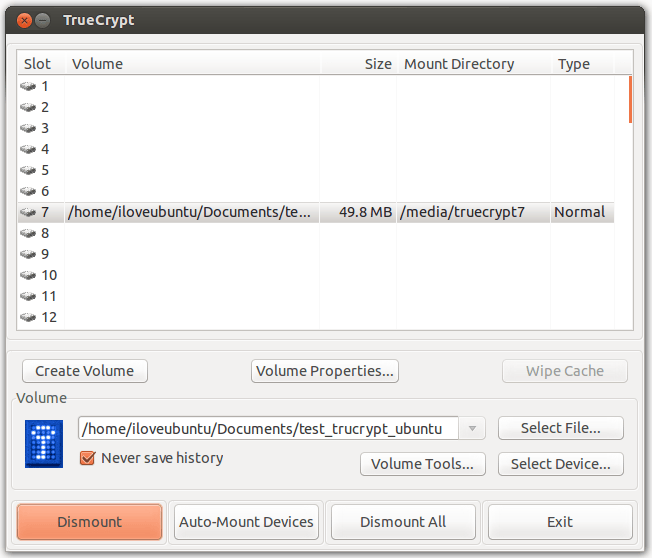 TrueCrypt
Slot Volume Size Mount Directory Type
1
2
3
4
5
6
7 /home/iloveubuntu/Documents/te... 49.8 MB /media/truecrypt7 Normal
8
9
10
11
12
Create Volume Volume Properties... Wipe Cache
Volume
/home/iloveubuntu/Documents/test_trucrypt_ubuntu Select File...
Never save history
Volume Tools... Select Device...
Dismount Auto-Mount Devices Dismount All Exit